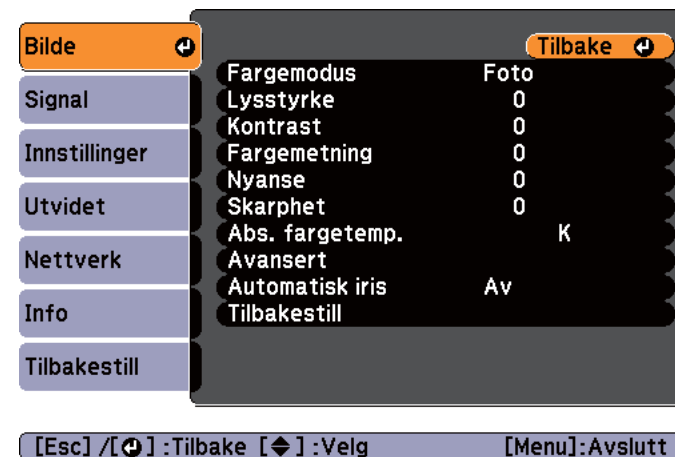 Bilde
Signal
Innstillinger
Utvidet
Nettverk
Info
Tilbakestill
Tilbake
Fargemodus Foto
Lysstyrke 0
Kontrast 0
Fargemetning 0
Nyanse 0
Skarphet 0
Abs. fargetemp. K
Avansert
Automatisk iris Av
Tilbakestill
[Esc] /[ ] :Tilbake [ ] :Velg [Menu]:Avslutt